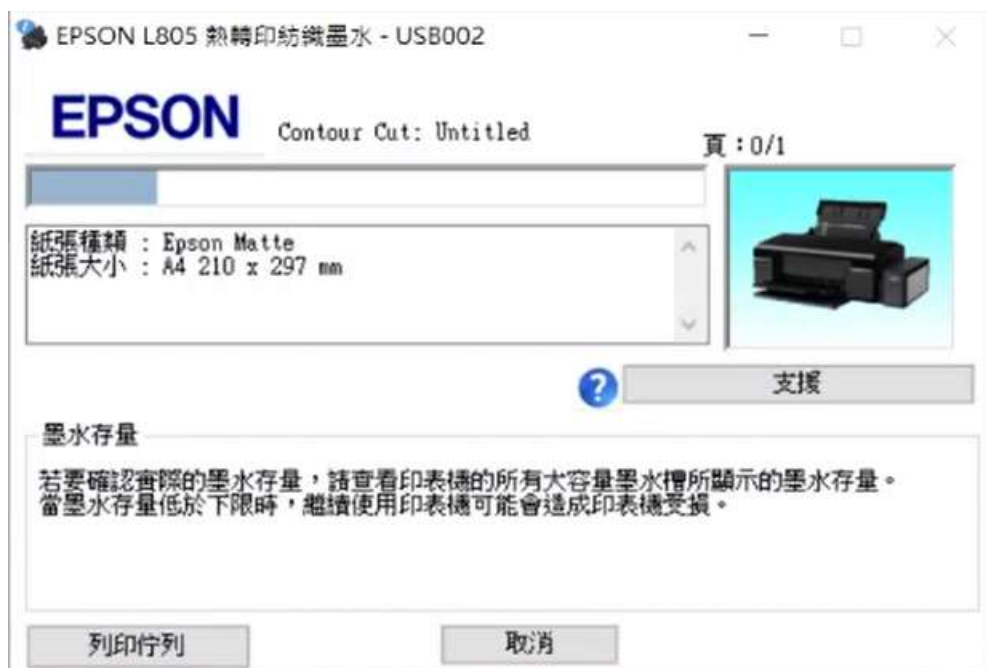 EPSON L805 熱轉印紡織墨水 - USB002
EPSON
Contour Cut: Untitled
頁：0/1
紙張種類 : Epson Matte
紙張大小 : A4 210 x 297 mm
支援
墨水存量
若要確認實際的墨水存量，請查看印表機的所有大容量墨水槽所顯示的墨水存量。
當墨水存量低於下限時，繼續使用印表機可能會造成印表機受損。
列印佇列
取消